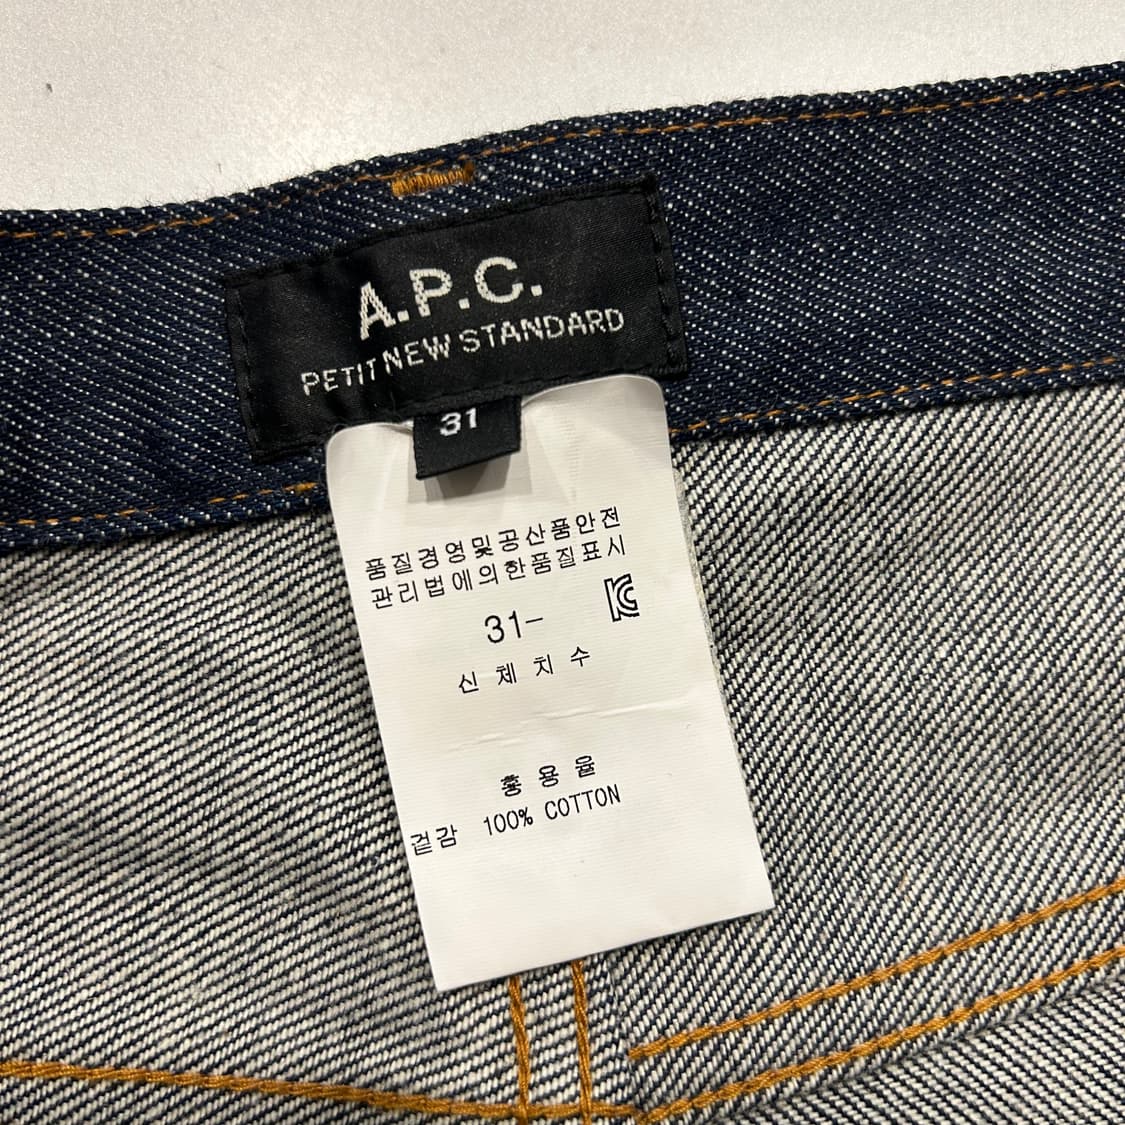 A.P.C.
PETIT NEW STANDARD
31
품질경영및공산품안전
관리법에의한품질표시
31-
신체치수
홍용율
겉감 100% COTTON